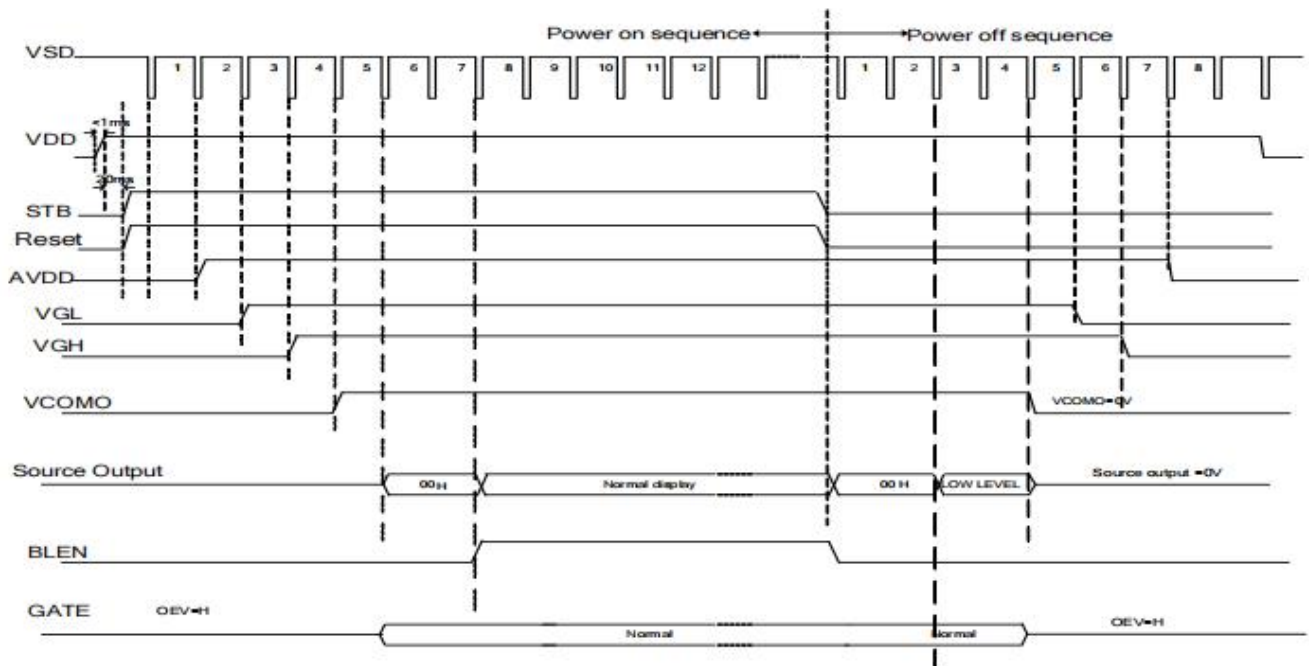 Power on sequence Power off sequence
VSD
1 2 3 4 5 6 7 8 9 10 11 12 1 2 3 4 5 6 7 8
<1ms
VDD
20ms
STB
Reset
AVDD
VGL
VGH
VCOMO VCOMO=0V
Source Output 00H Normal display 00 H LOW LEVEL Source output =0V
BLEN
GATE OEV=H Normal Normal OEV=H